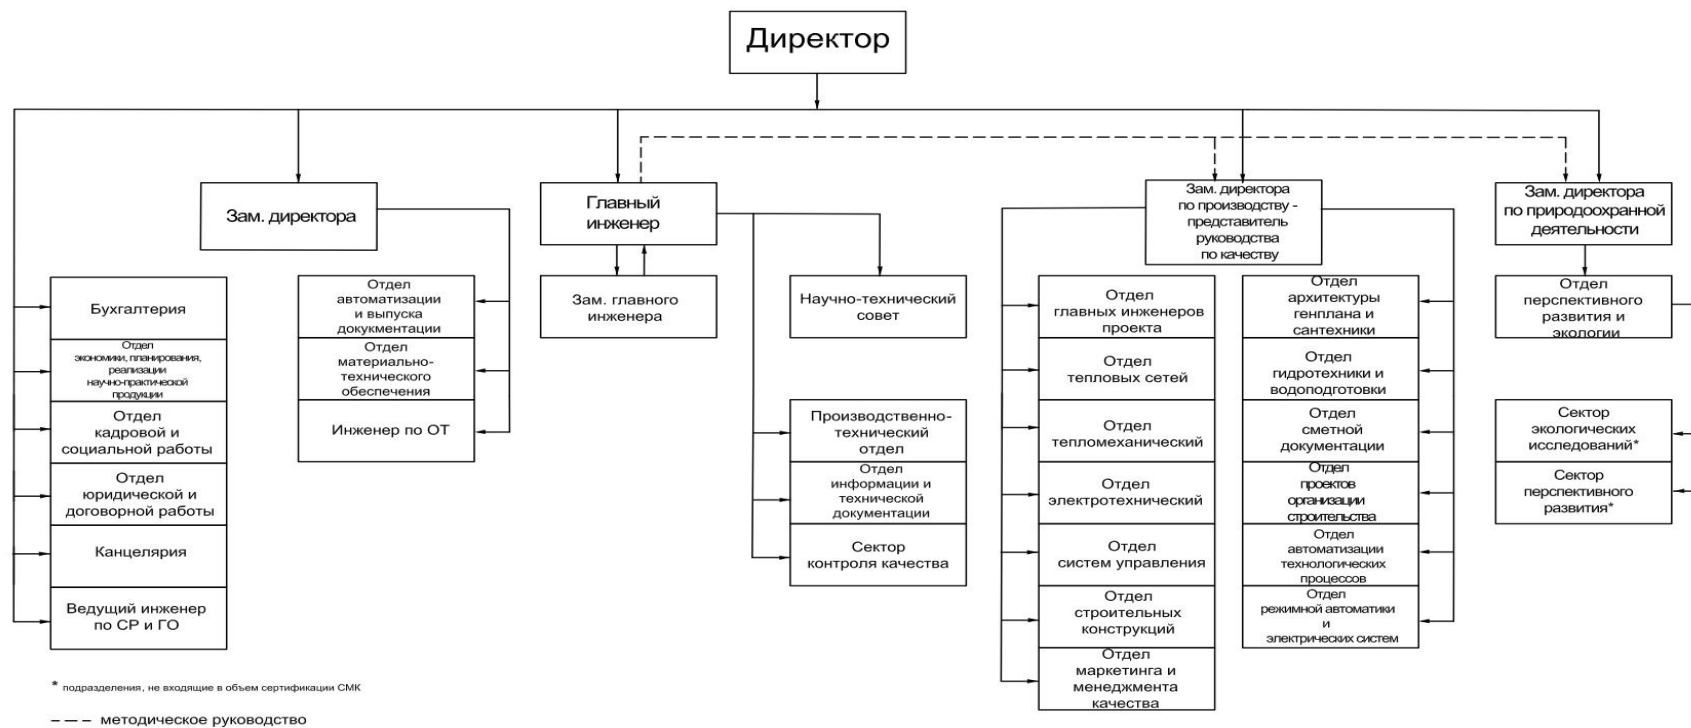 Директор
Зам. директора
Главный
инженер
Зам. директора
по производству -
представитель
руководства
по качеству
Зам. директора
по природоохранной
деятельности
Бухгалтерия
Отдел
экономики, планирования,
реализации
научно-практической
продукции
Отдел
кадровой и
социальной работы
Отдел
юридической и
договорной работы
Канцелярия
Ведущий инженер
по СР и ГО
Отдел
автоматизации
и выпуска
докукментации
Отдел
материально-
технического
обеспечения
Инженер по ОТ
Зам. главного
инженера
Научно-технический
совет
Производственно-
технический
отдел
Отдел
информации и
технической
документации
Сектор
контроля качества
Отдел
главных инженеров
проекта
Отдел
тепловых сетей
Отдел
тепломеханический
Отдел
электротехнический
Отдел
систем управления
Отдел
строительных
конструкций
Отдел
маркетинга и
менеджмента
качества
Отдел
архитектуры
генплана и
сантехники
Отдел
гидротехники и
водоподготовки
Отдел
сметной
документации
Отдел
проектов
организации
строительства
Отдел
автоматизации
технологических
процессов
Отдел
режимной автоматики
и
электрических систем
Отдел
перспективного
развития и
экологии
Сектор
экологических
исследований*
Сектор
перспективного
развития*
* подразделения, не входящие в объем сертификации СМК
--- методическое руководство